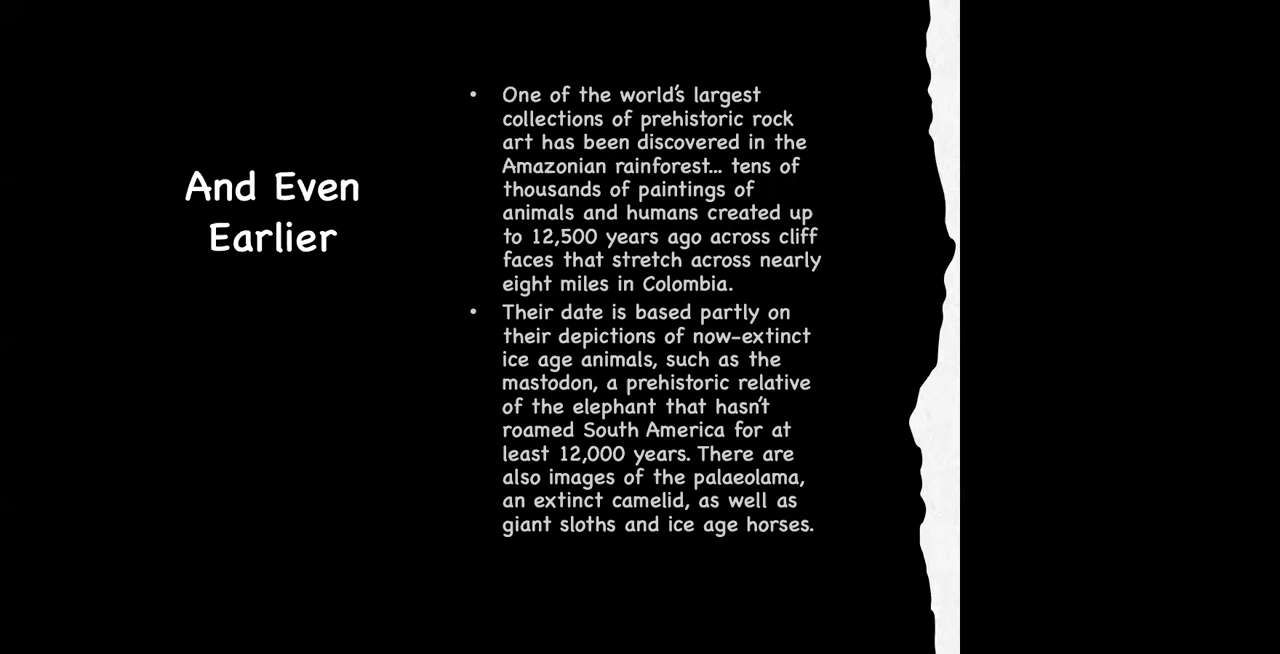 And Even
Earlier
• One of the world's largest
collections of prehistoric rock
art has been discovered in the
Amazonian rainforest... tens of
thousands of paintings of
animals and humans created up
to 12,500 years ago across cliff
faces that stretch across nearly
eight miles in Colombia.
• Their date is based partly on
their depictions of now-extinct
ice age animals, such as the
mastodon, a prehistoric relative
of the elephant that hasn't
roamed South America for at
least 12,000 years. There are
also images of the palaeolama,
an extinct camelid, as well as
giant sloths and ice age horses.